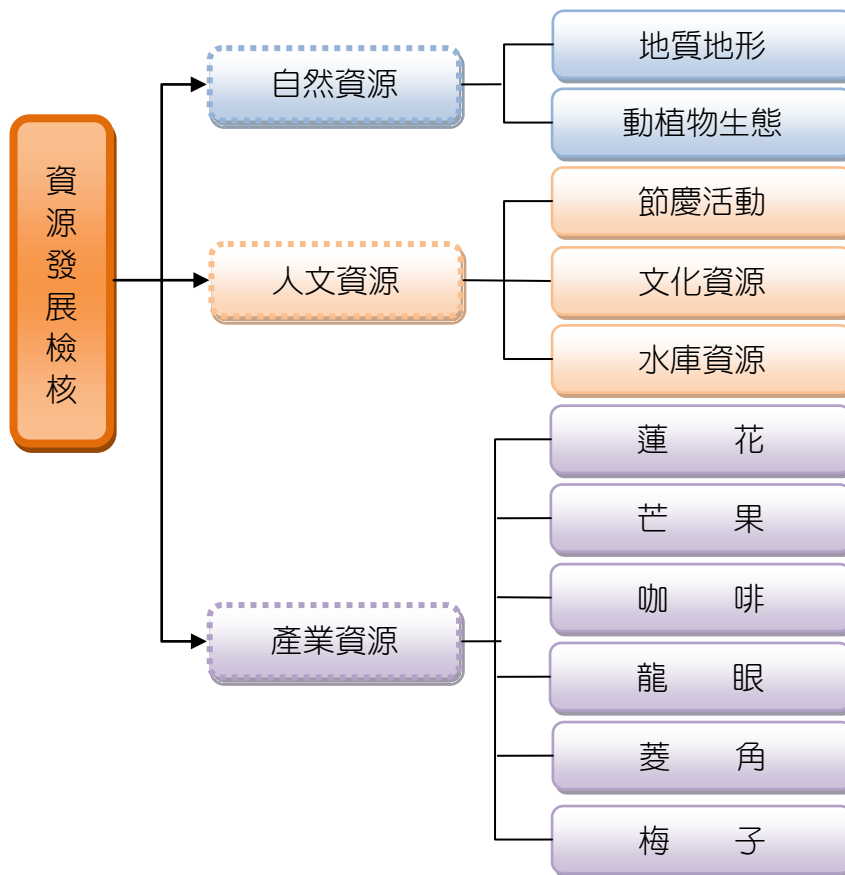 資源發展檢核
自然資源
地質地形
動植物生態
人文資源
節慶活動
文化資源
水庫資源
產業資源
蓮 花
芒 果
咖 啡
龍 眼
菱 角
梅 子